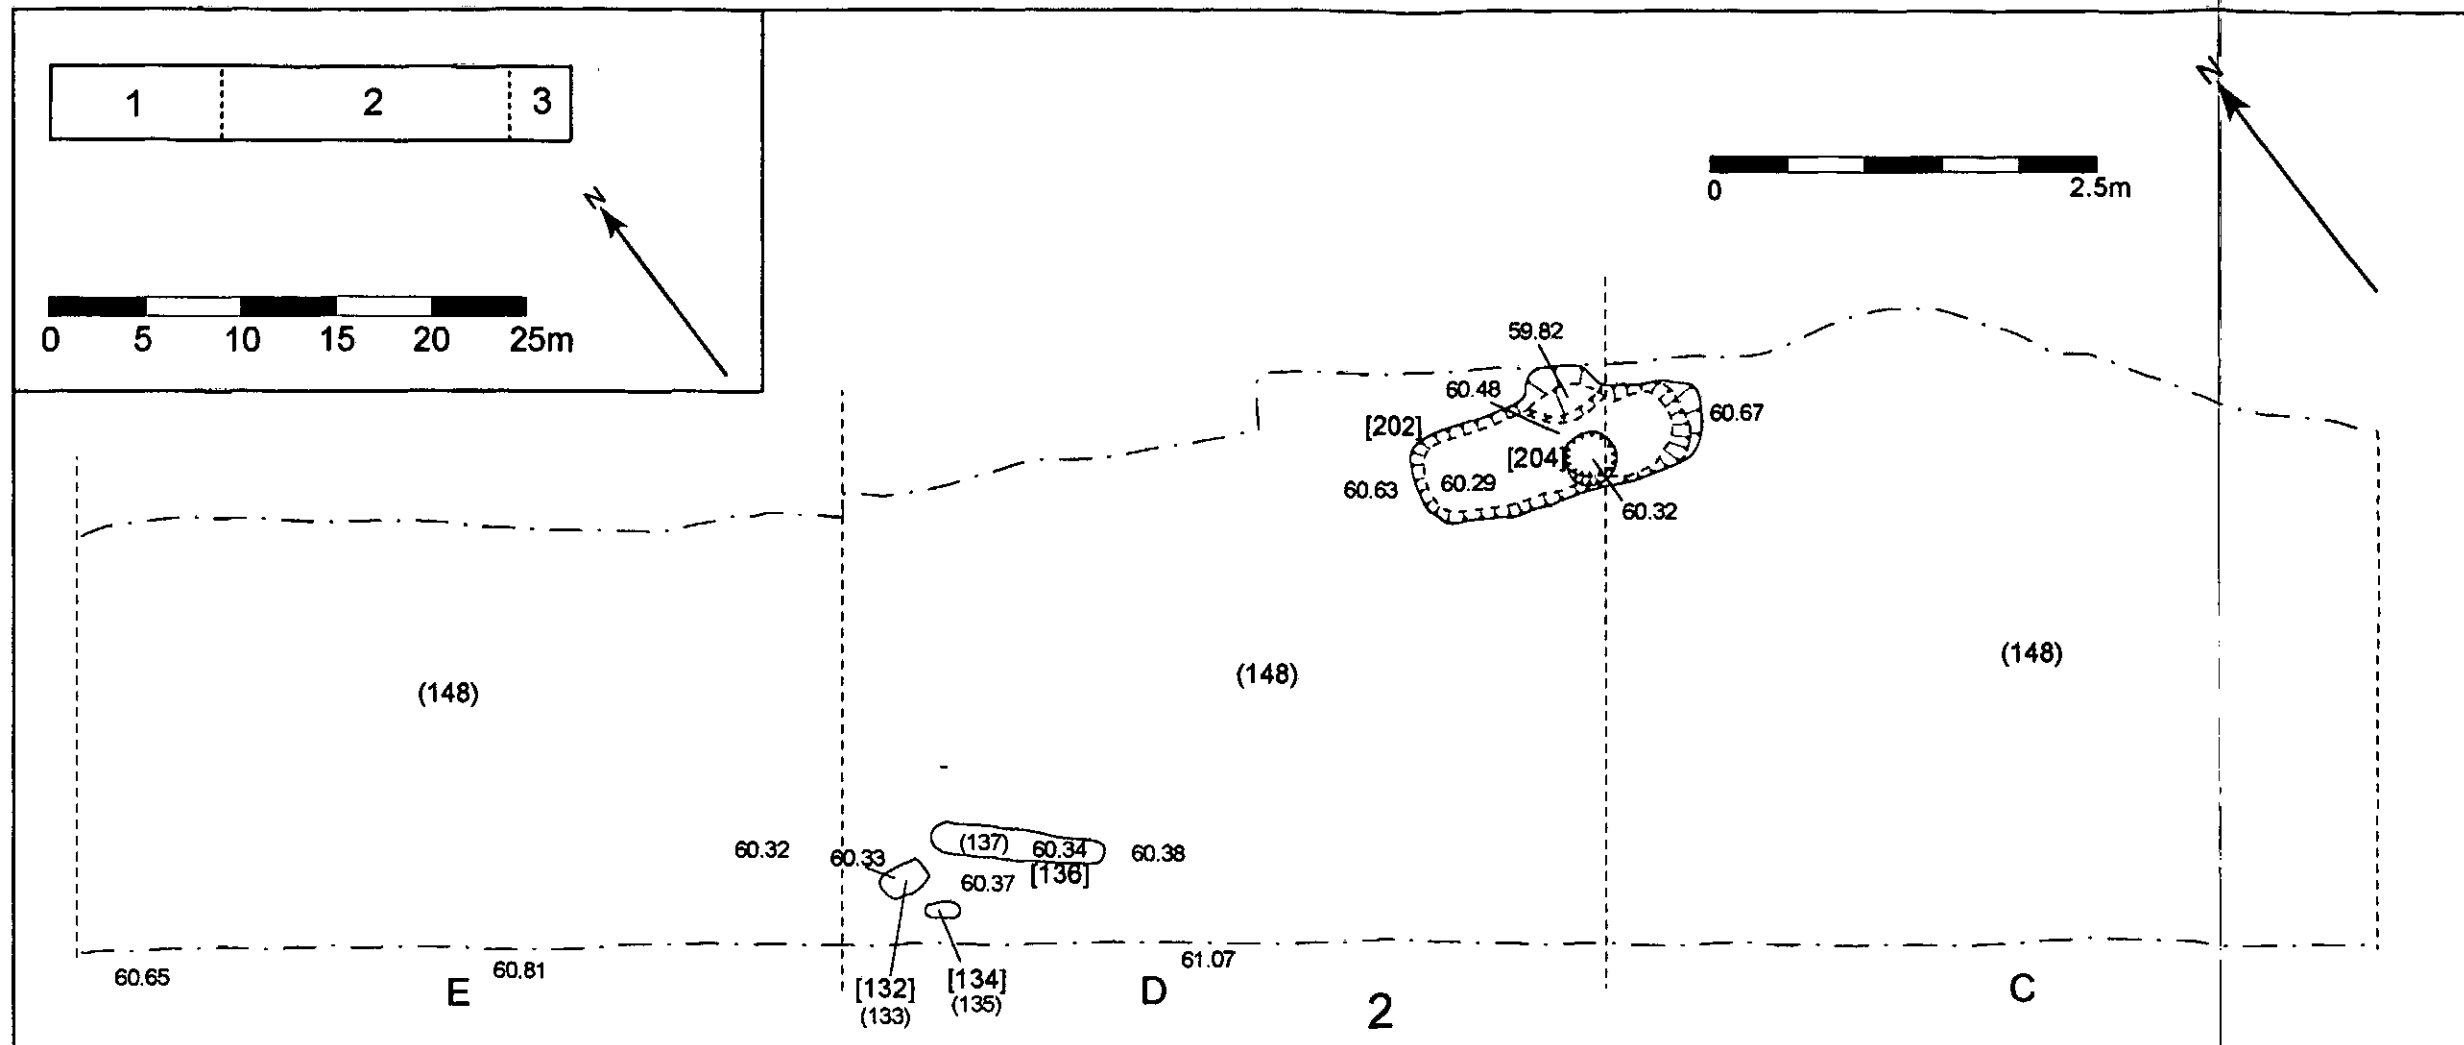 1 2 3
N
0 5 10 15 20 25m
N
0 2.5m
59.82
60.48
60.67
[202]
[204]
60.63 60.29
60.32
(148) (148) (148)
60.32 60.33 (137) 60.34 60.38
60.37 [136]
60.65 60.81 61.07
E [132] [134] D C
(133) (135) 2